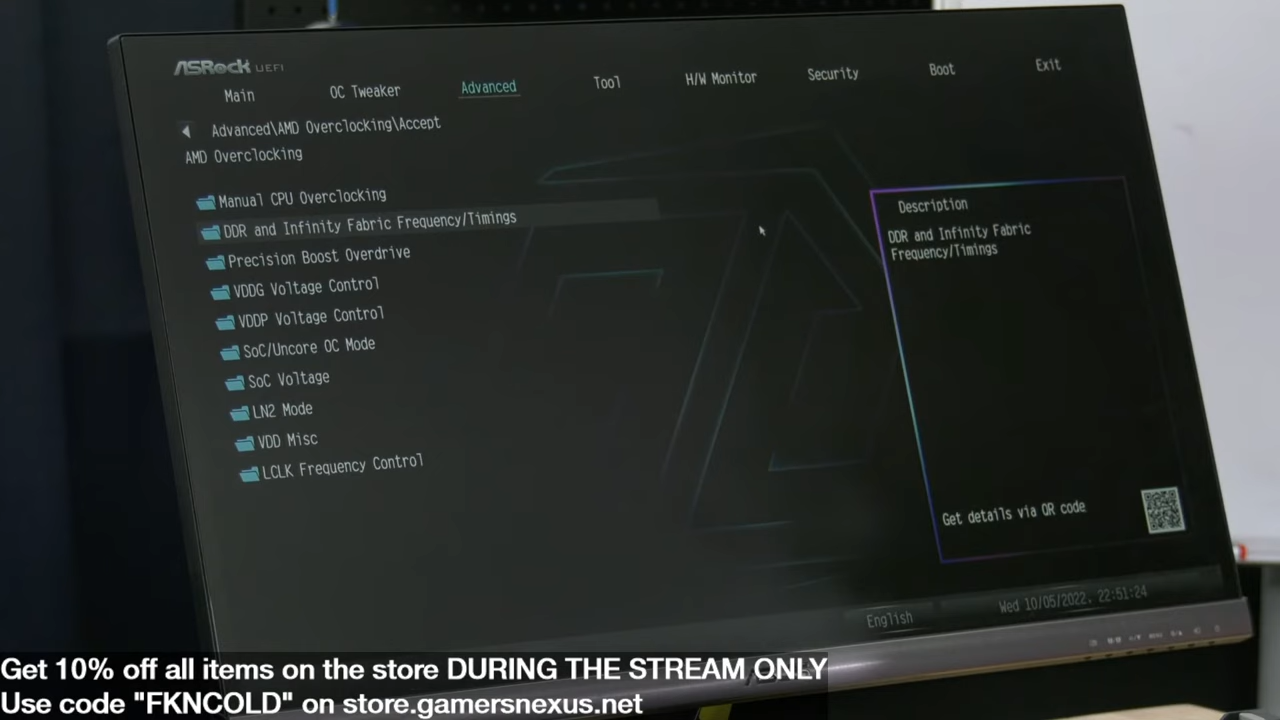 ASRock UEFI
Main OC Tweaker Advanced Tool H/W Monitor Security Boot Exit
Advanced\AMD Overclocking\Accept
AMD Overclocking
Manual CPU Overclocking
DDR and Infinity Fabric Frequency/Timings
Precision Boost Overdrive
VDDG Voltage Control
VDDP Voltage Control
SoC/Uncore OC Mode
SoC Voltage
LN2 Mode
VDD Misc
LCLK Frequency Control
Description
DDR and Infinity Fabric
Frequency/Timings
Get details via QR code
English
Wed 10/05/2022, 22:51:24
Get 10% off all items on the store DURING THE STREAM ONLY
Use code "FKNCOLD" on store.gamersnexus.net